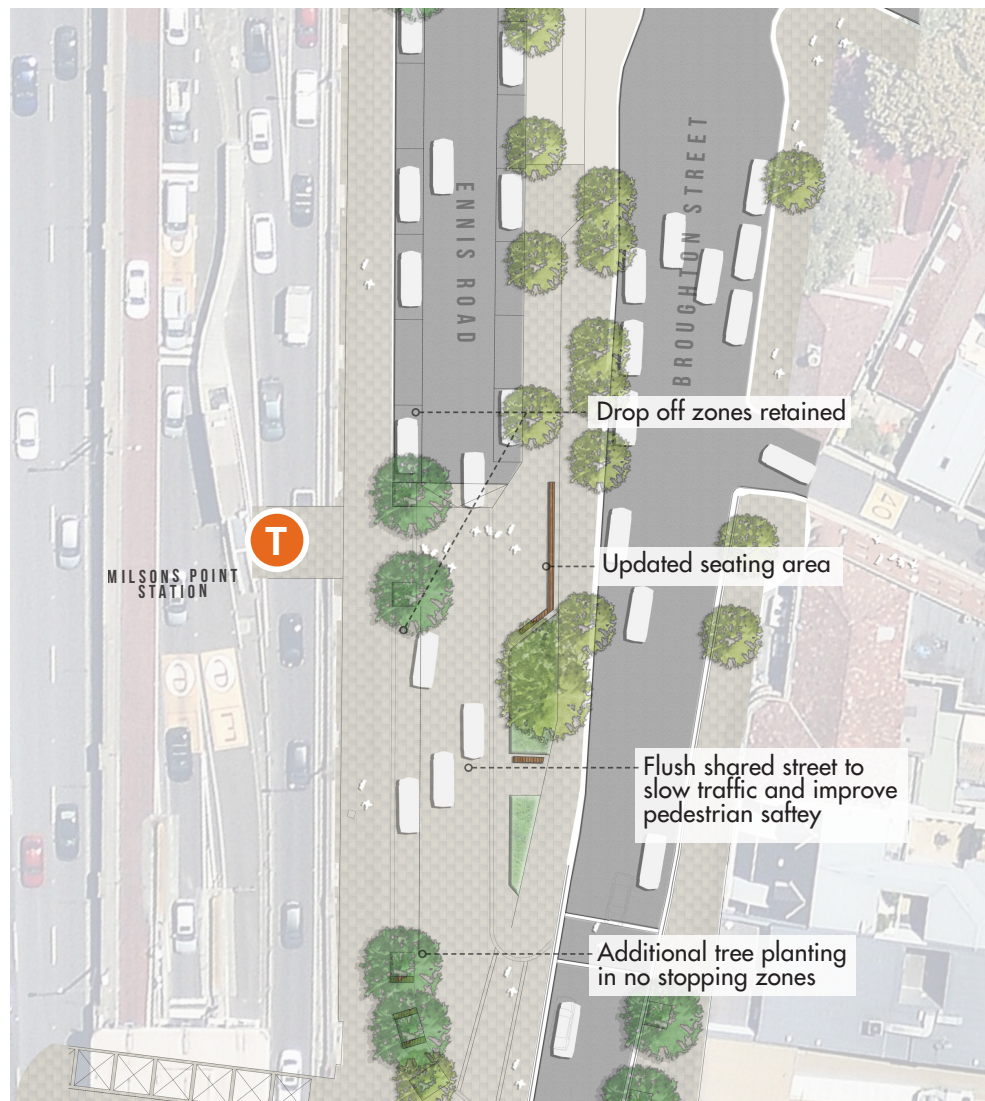 ENNIS ROAD
BROUGHTON STREET
Drop off zones retained
T
MILSONS POINT
STATION
Updated seating area
Flush shared street to
slow traffic and improve
pedestrian saftey
Additional tree planting
in no stopping zones